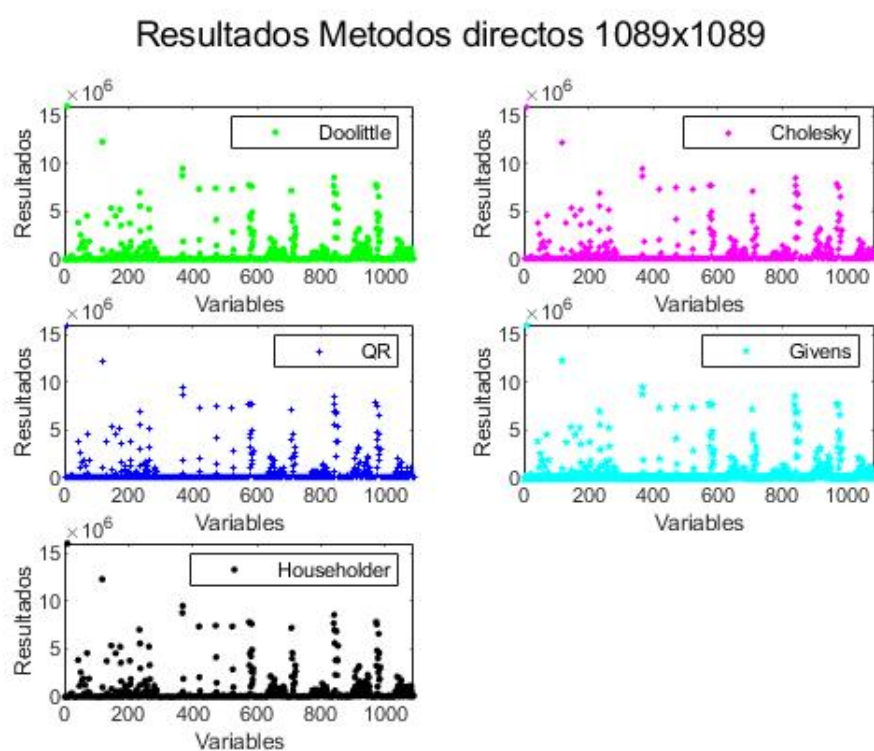 Resultados Metodos directos 1089x1089
× 10^6
15
10
5
0
Resultados
Doolittle
0 200 400 600 800 1000
Variables
× 10^6
15
10
5
0
Resultados
Cholesky
0 200 400 600 800 1000
Variables
× 10^6
15
10
5
0
Resultados
QR
0 200 400 600 800 1000
Variables
× 10^6
15
10
5
0
Resultados
Givens
0 200 400 600 800 1000
Variables
× 10^6
15
10
5
0
Resultados
Householder
0 200 400 600 800 1000
Variables